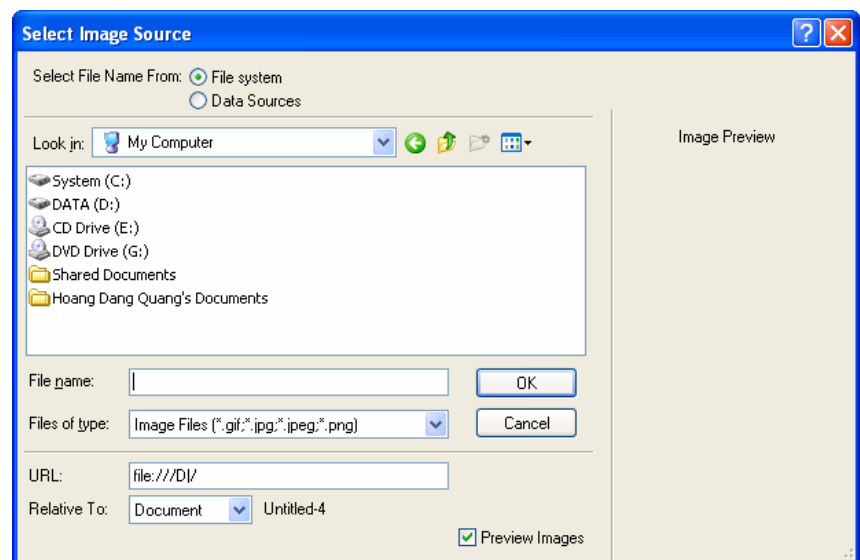 Select Image Source
Select File Name From: File system
Data Sources
Look in: My Computer
Image Preview
System (C:)
DATA (D:)
CD Drive (E:)
DVD Drive (G:)
Shared Documents
Hoang Dang Quang's Documents
File name: OK
Files of type: Image Files (*.gif;*.jpg;*.jpeg;*.png) Cancel
URL: file:///D|/
Relative To: Document Untitled-4
Preview Images